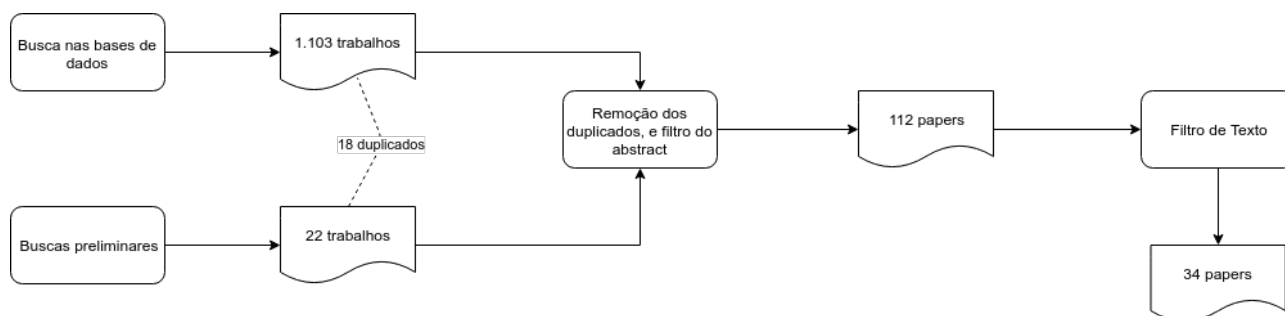 Busca nas bases de
dados
1.103 trabalhos
18 duplicados
Buscas preliminares
22 trabalhos
Remoção dos
duplicados, e filtro do
abstract
112 papers
Filtro de Texto
34 papers